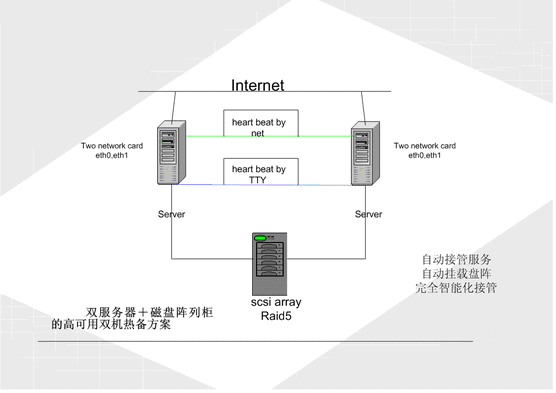 Internet
heart beat by
net
Two network card
eth0,eth1
Two network card
eth0,eth1
heart beat by
TTY
Server
Server
scsi array
Raid5
自动接管服务
自动挂载盘阵
完全智能化接管
双服务器＋磁盘阵列柜
的高可用双机热备方案